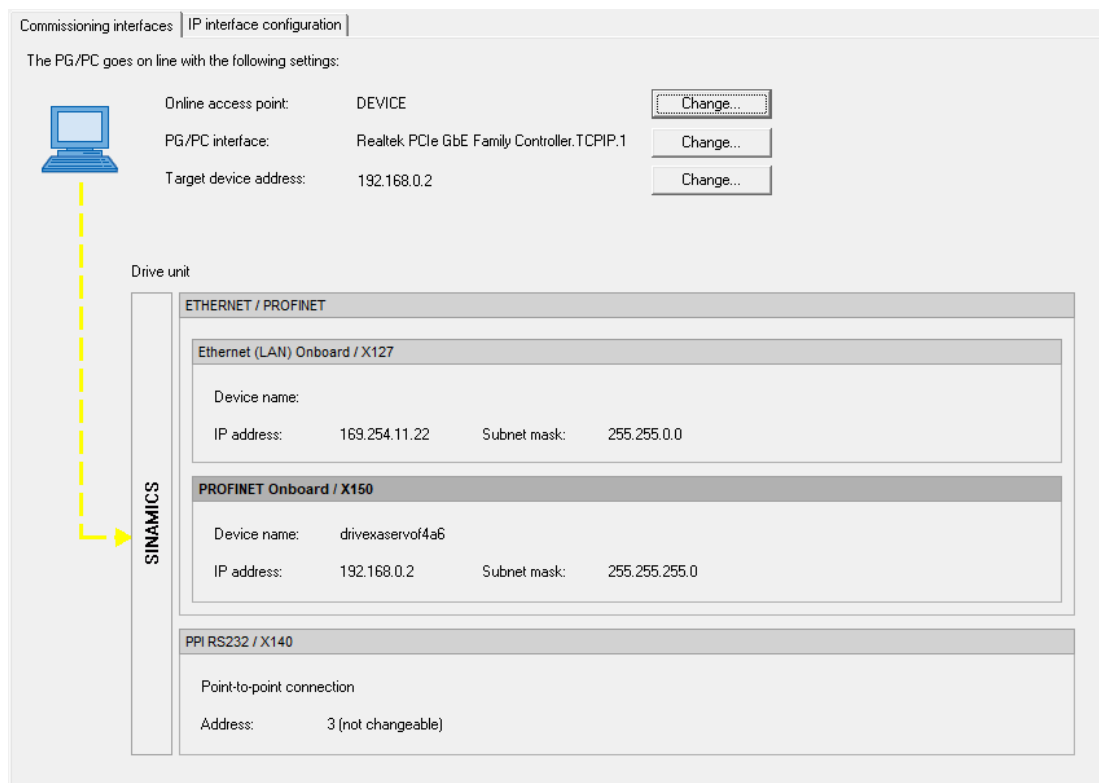 Commissioning interfaces IP interface configuration
The PG/PC goes on line with the following settings:
Online access point: DEVICE Change...
PG/PC interface: Realtek PCIe GbE Family Controller.TCPIP.1 Change...
Target device address: 192.168.0.2 Change...
Drive unit
SINAMICS
ETHERNET / PROFINET
Ethernet (LAN) Onboard / X127
Device name:
IP address: 169.254.11.22 Subnet mask: 255.255.0.0
PROFINET Onboard / X150
Device name: drivexaservof4a6
IP address: 192.168.0.2 Subnet mask: 255.255.255.0
PPI RS232 / X140
Point-to-point connection
Address: 3 (not changeable)